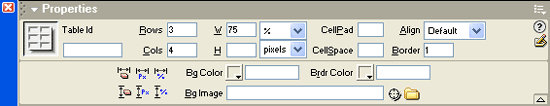 Properties
Table Id Rows 3 W 75 % CellPad Align Default
Cols 4 H pixels CellSpace Border 1
Bg Color Brdr Color
Bg Image